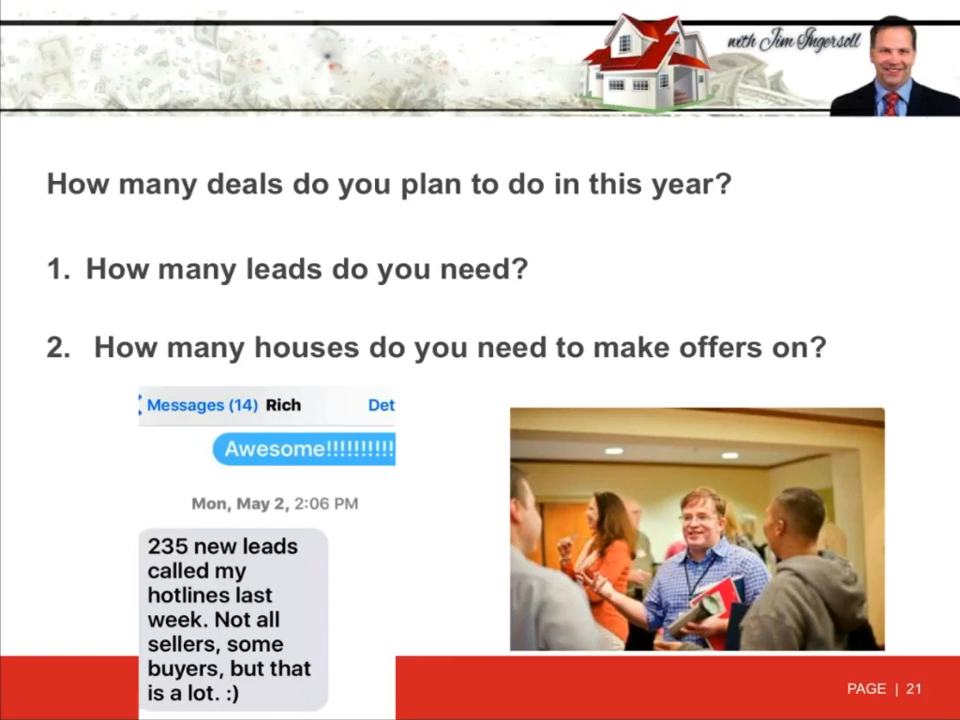 with Jim Ingersoll
How many deals do you plan to do in this year?
1. How many leads do you need?
2. How many houses do you need to make offers on?
Messages (14) Rich Det
Awesome!!!!!!!!!!
Mon, May 2, 2:06 PM
235 new leads
called my
hotlines last
week. Not all
sellers, some
buyers, but that
is a lot. :)
PAGE | 21